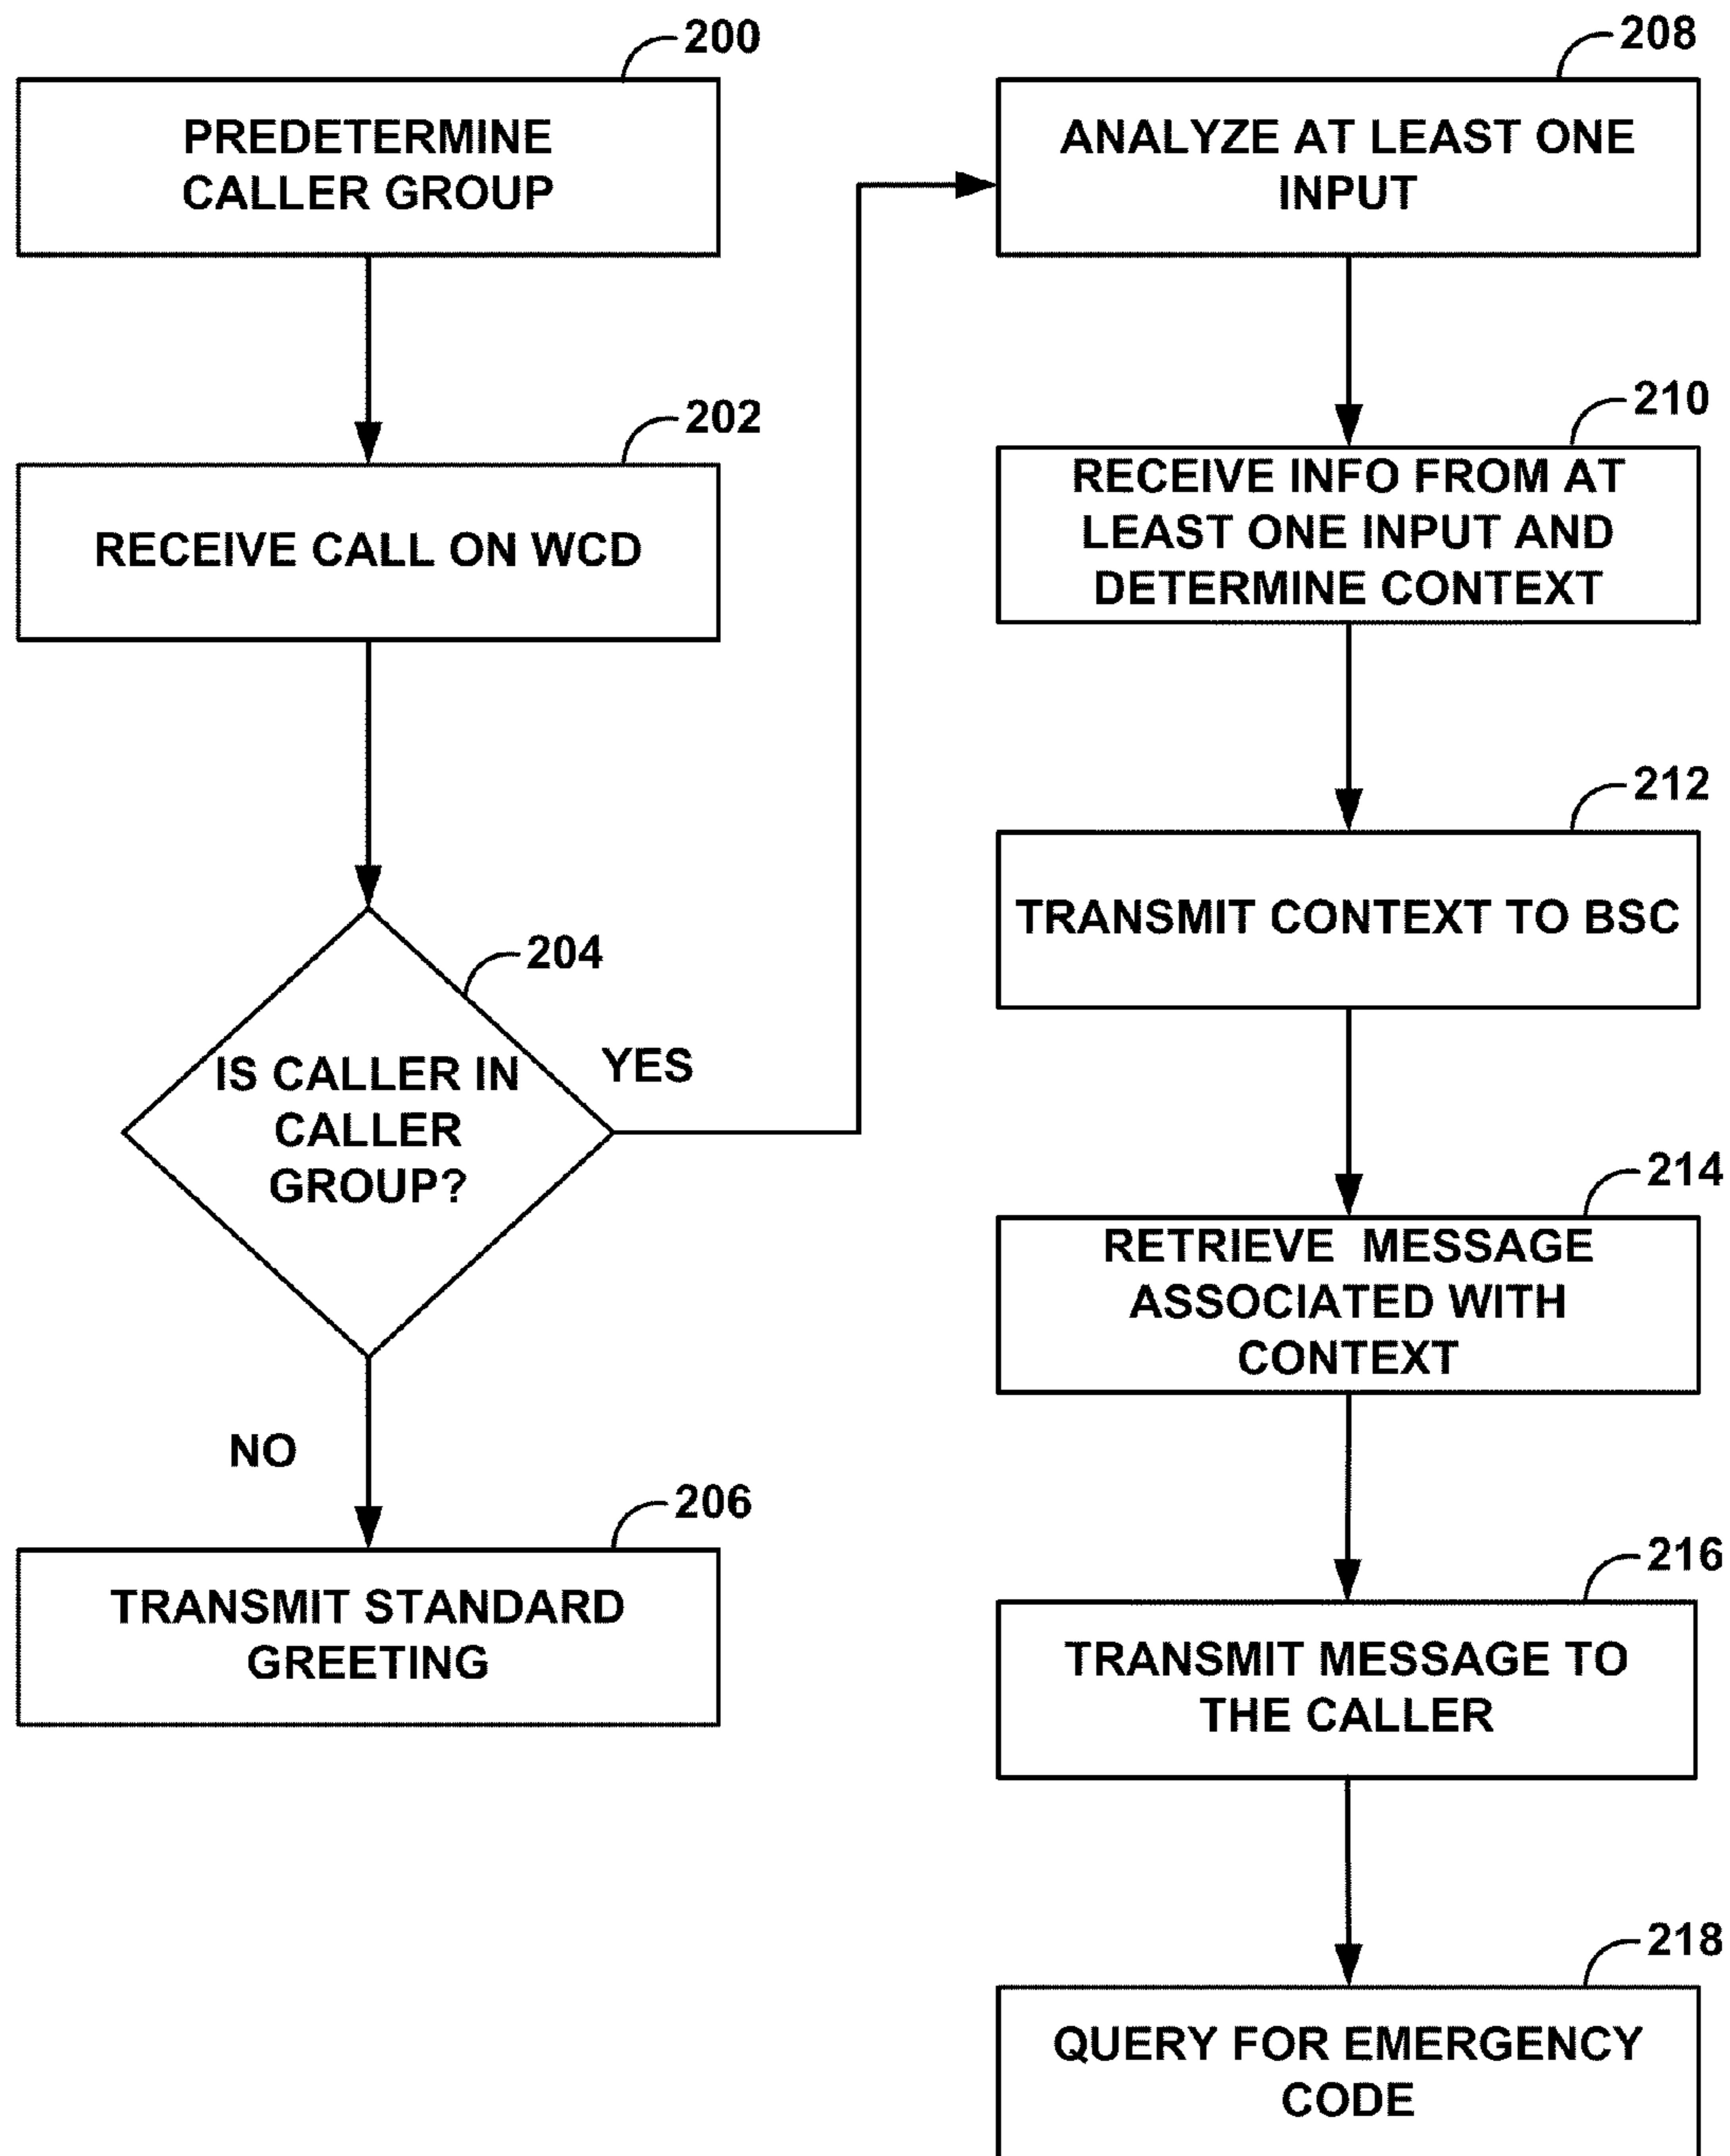 200
PREDETERMINE
CALLER GROUP
202
RECEIVE CALL ON WCD
204
IS CALLER IN
CALLER
GROUP?
YES
NO
206
TRANSMIT STANDARD
GREETING
208
ANALYZE AT LEAST ONE
INPUT
210
RECEIVE INFO FROM AT
LEAST ONE INPUT AND
DETERMINE CONTEXT
212
TRANSMIT CONTEXT TO BSC
214
RETRIEVE MESSAGE
ASSOCIATED WITH
CONTEXT
216
TRANSMIT MESSAGE TO
THE CALLER
218
QUERY FOR EMERGENCY
CODE